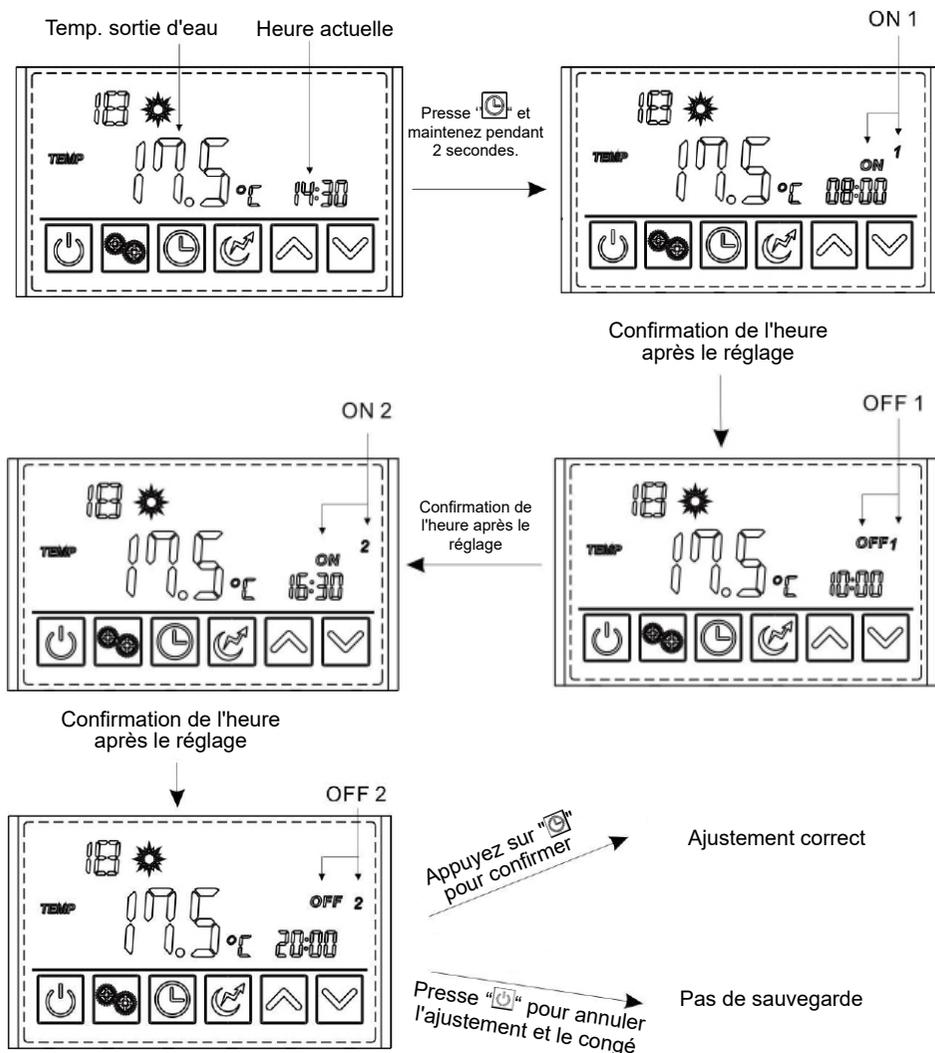 Temp. sortie d'eau
Heure actuelle
18
TEMP
17.5 °C
14:30
Presse "
" et
maintenez pendant
2 secondes.
ON 1
18
TEMP
17.5 °C
ON 1
08:00
Confirmation de l'heure
après le réglage
OFF 1
18
TEMP
17.5 °C
OFF 1
10:00
Confirmation de
l'heure après le
réglage
ON 2
18
TEMP
17.5 °C
ON 2
16:30
Confirmation de l'heure
après le réglage
OFF 2
18
TEMP
17.5 °C
OFF 2
20:00
Appuyez sur " "
pour confirmer
Ajustement correct
Presse “ “ pour annuler
l'ajustement et le congé
Pas de sauvegarde